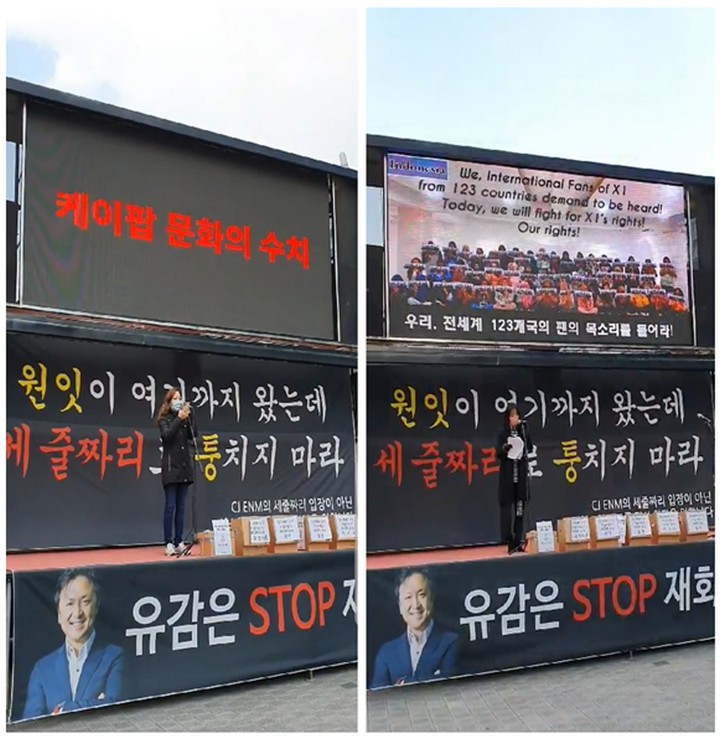 케이팝 문화의 수치
원잇이 여기까지 왔는데
세 줄짜리로 퉁치지 마라
CJ ENM의 세줄짜리 입장이 아닌
유감은 STOP 재
Indonesia
We, International Fans of X1
from 123 countries demand to be heard!
Today, we will fight for X1's rights!
Our rights!
우리, 전세계 123개국의 팬의 목소리를 들어라!
원잇이 여기까지 왔는데
세 줄짜리로 퉁치지 마라
CJ ENM의 세줄짜리 입장이 아닌
유감은 STOP 재회